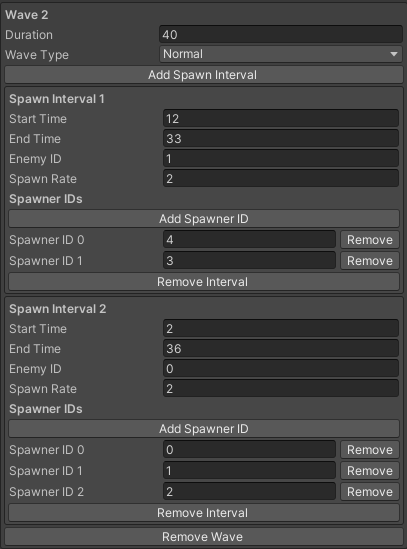 Wave 2
Duration 40
Wave Type Normal
Add Spawn Interval
Spawn Interval 1
Start Time 12
End Time 33
Enemy ID 1
Spawn Rate 2
Spawner IDs
Add Spawner ID
Spawner ID 0 4 Remove
Spawner ID 1 3 Remove
Remove Interval
Spawn Interval 2
Start Time 2
End Time 36
Enemy ID 0
Spawn Rate 2
Spawner IDs
Add Spawner ID
Spawner ID 0 0 Remove
Spawner ID 1 1 Remove
Spawner ID 2 2 Remove
Remove Interval
Remove Wave